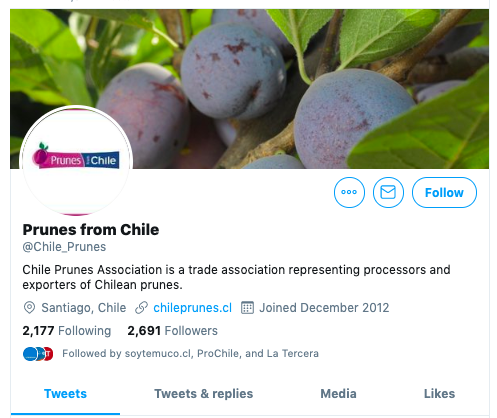 Prunes from Chile
Prunes from Chile
@Chile_Prunes
Chile Prunes Association is a trade association representing processors and
exporters of Chilean prunes.
Santiago, Chile chileprunes.cl Joined December 2012
2,177 Following 2,691 Followers
Followed by soytemuco.cl, ProChile, and La Tercera
Follow
Tweets Tweets & replies Media Likes